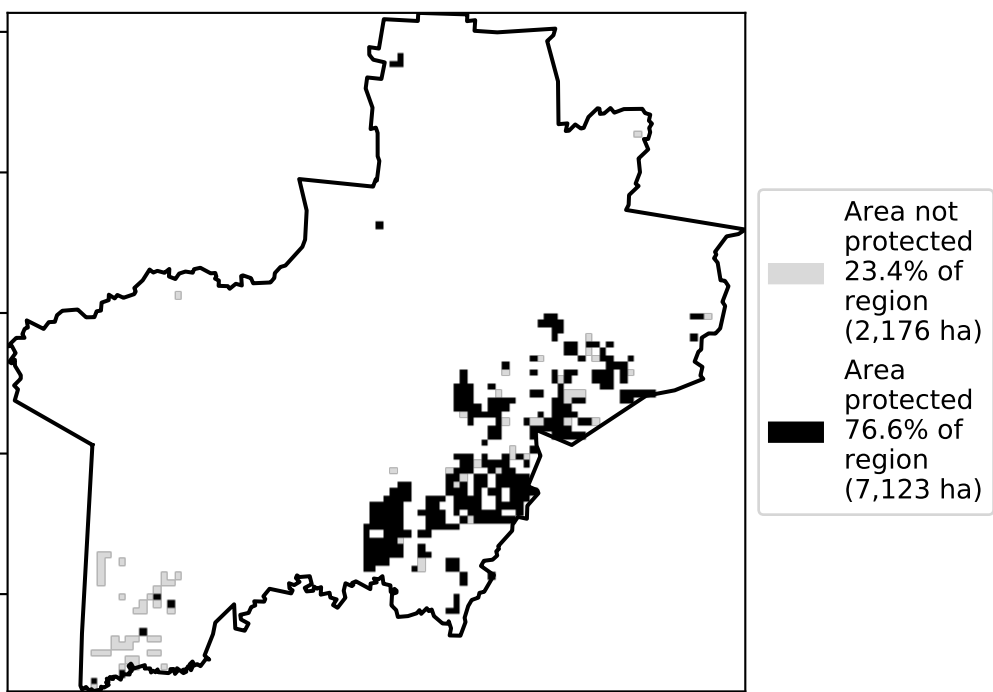 Area not
protected
23.4% of
region
(2,176 ha)
Area
protected
76.6% of
region
(7,123 ha)